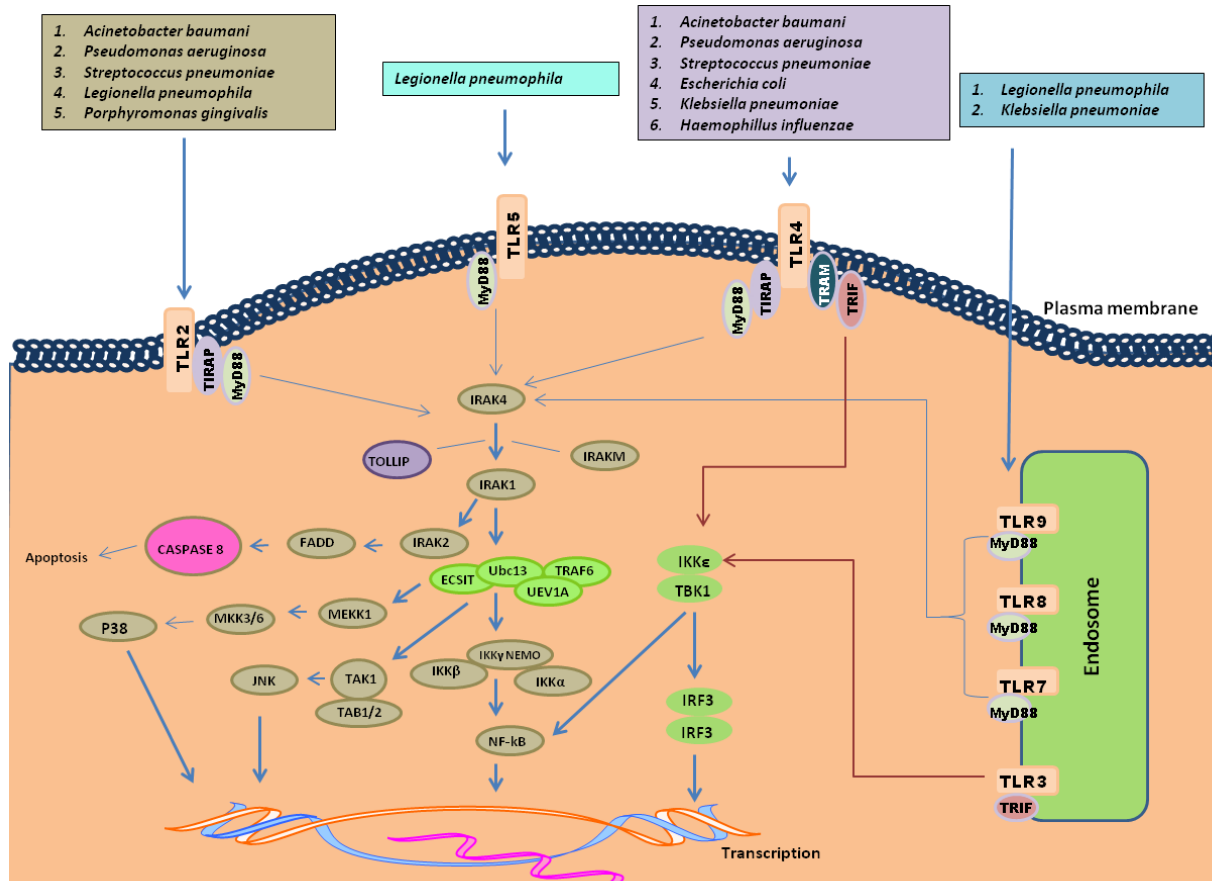 1. Acinetobacter baumani
2. Pseudomonas aeruginosa
3. Streptococcus pneumoniae
4. Legionella pneumophila
5. Porphyromonas gingivalis
Legionella pneumophila
1. Acinetobacter baumani
2. Pseudomonas aeruginosa
3. Streptococcus pneumoniae
4. Escherichia coli
5. Klebsiella pneumoniae
6. Haemophillus influenzae
1. Legionella pneumophila
2. Klebsiella pneumoniae
TLR5
MyD88
TLR4
MyD88
TIRAP
TRAM
TRIF
Plasma membrane
TLR2
TIRAP
MyD88
IRAK4
TOLLIP
IRAKM
IRAK1
Apoptosis
CASPASE 8
FADD
IRAK2
ECSIT
Ubc13
TRAF6
UEV1A
P38
MKK3/6
MEKK1
JNK
TAK1
TAB1/2
IKKβ
IKKγ NEMO
IKKα
NF-kB
IKKε
TBK1
IRF3
IRF3
TLR9
MyD88
TLR8
MyD88
TLR7
MyD88
TLR3
TRIF
Endosome
Transcription